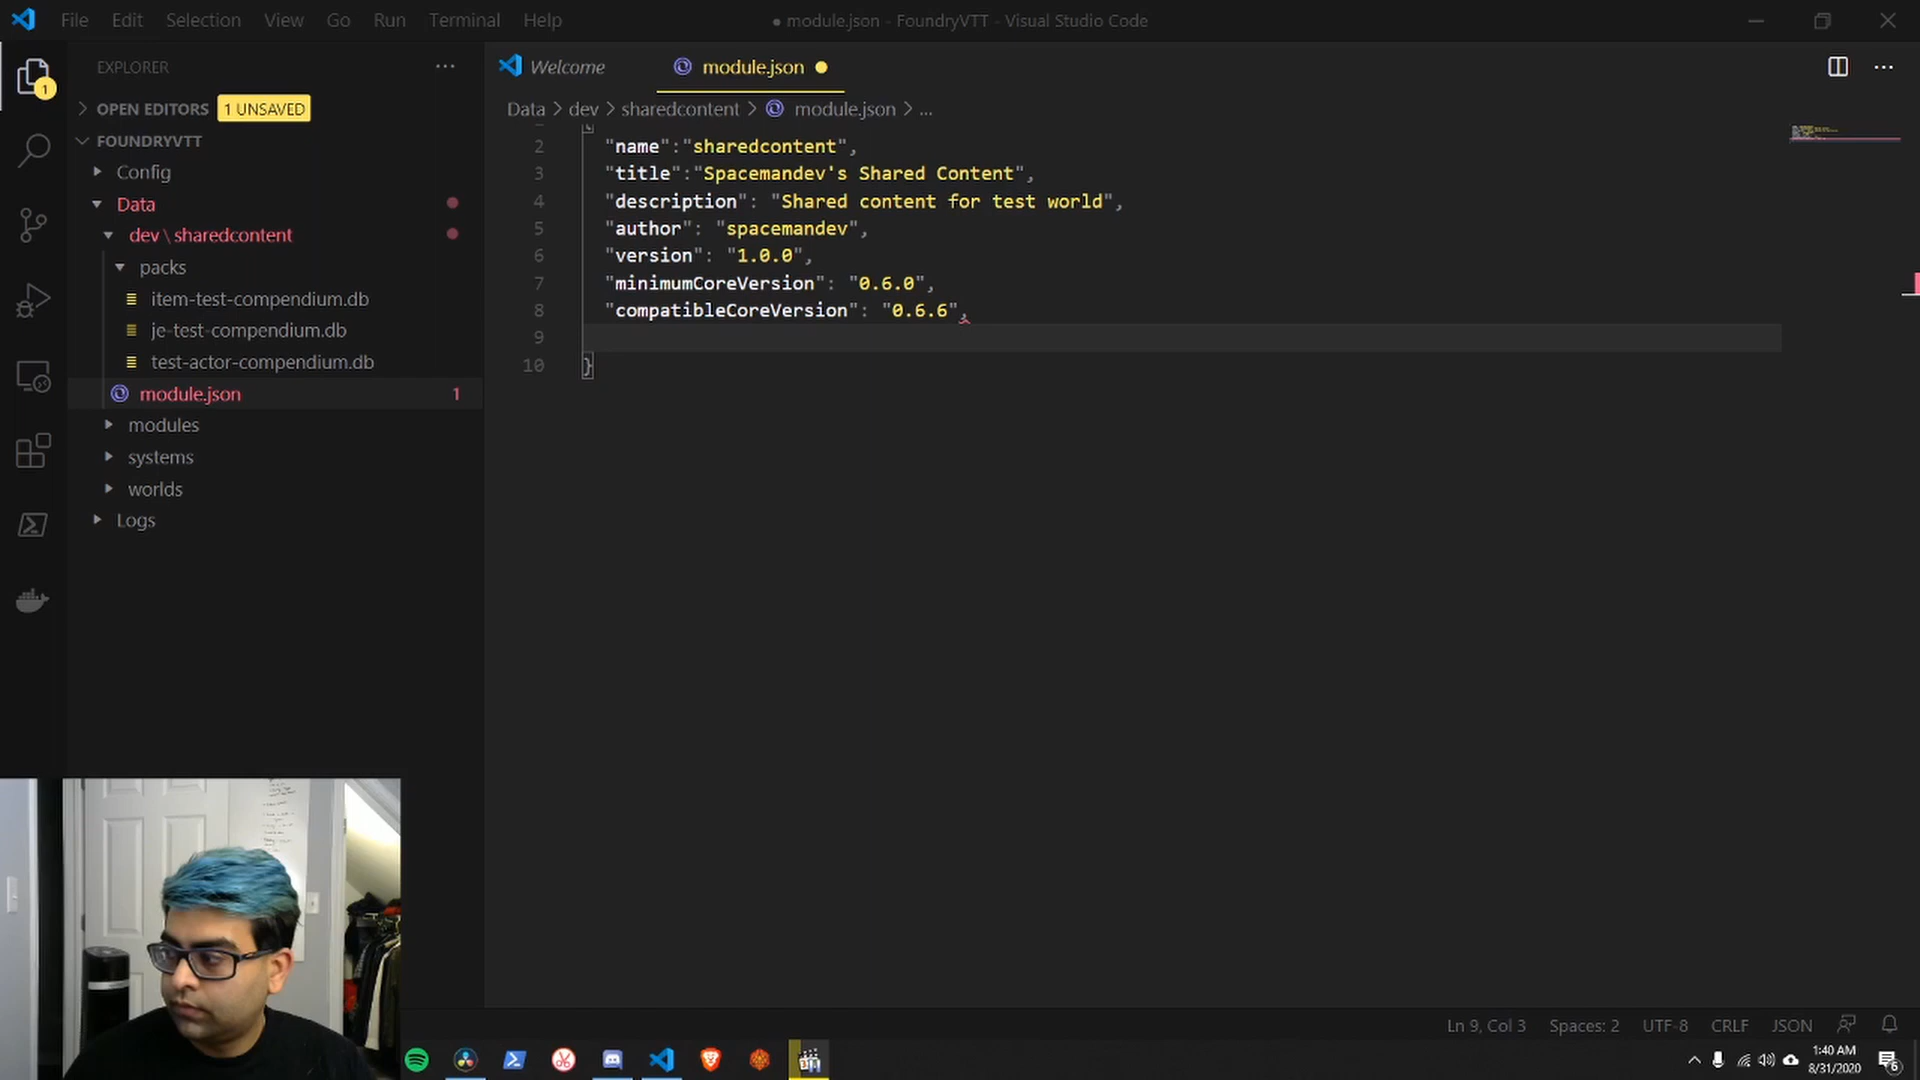 File Edit Selection View Go Run Terminal Help
● module.json - FoundryVTT - Visual Studio Code
EXPLORER
OPEN EDITORS 1 UNSAVED
FOUNDRYVTT
Config
Data
dev \ sharedcontent
packs
item-test-compendium.db
je-test-compendium.db
test-actor-compendium.db
module.json 1
modules
systems
worlds
Logs
1
Welcome
module.json
Data > dev > sharedcontent > module.json > ...
2 "name":"sharedcontent",
3 "title":"Spacemandev's Shared Content",
4 "description": "Shared content for test world",
5 "author": "spacemandev",
6 "version": "1.0.0",
7 "minimumCoreVersion": "0.6.0",
8 "compatibleCoreVersion": "0.6.6",
9
10 }
Ln 9, Col 3 Spaces: 2 UTF-8 CRLF JSON
1:40 AM
8/31/2020
6